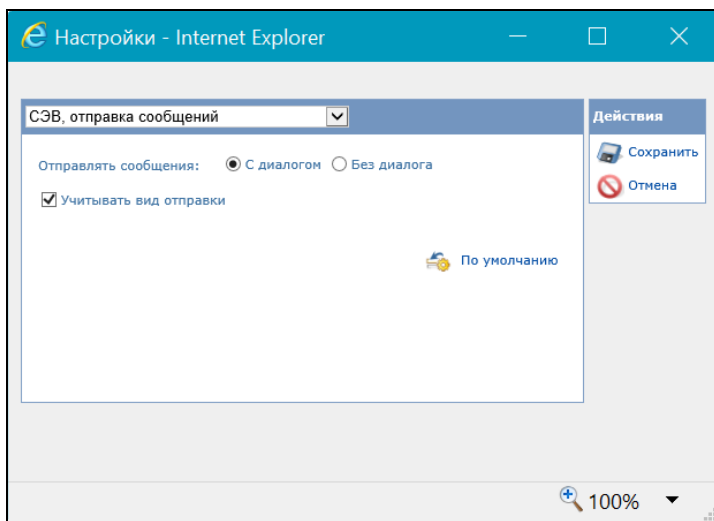 Настройки - Internet Explorer
СЭВ, отправка сообщений
Действия
Отправлять сообщения: С диалогом Без диалога
Сохранить
Отмена
Учитывать вид отправки
По умолчанию
100%